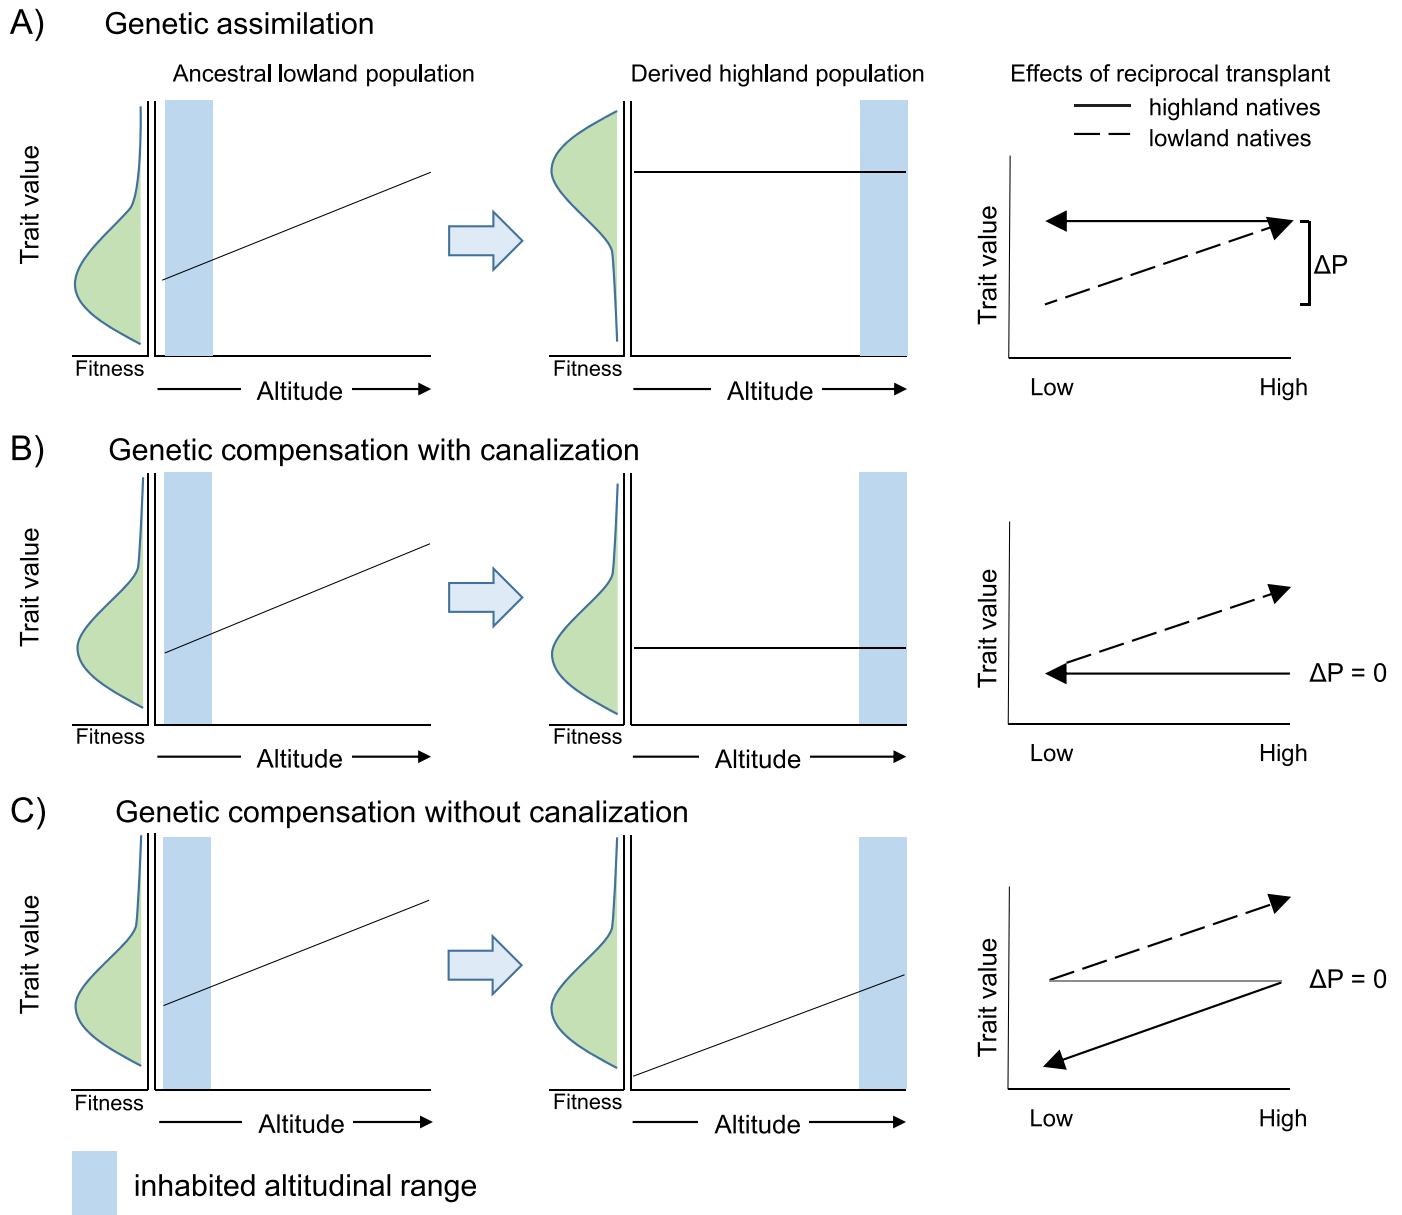 A) Genetic assimilation
Ancestral lowland population
Derived highland population
Effects of reciprocal transplant
highland natives
lowland natives
Trait value
Fitness
Altitude
Fitness
Altitude
Trait value
ΔP
Low
High
B) Genetic compensation with canalization
Trait value
Fitness
Altitude
Fitness
Altitude
Trait value
ΔP = 0
Low
High
C) Genetic compensation without canalization
Trait value
Fitness
Altitude
Fitness
Altitude
Trait value
ΔP = 0
Low
High
inhabited altitudinal range